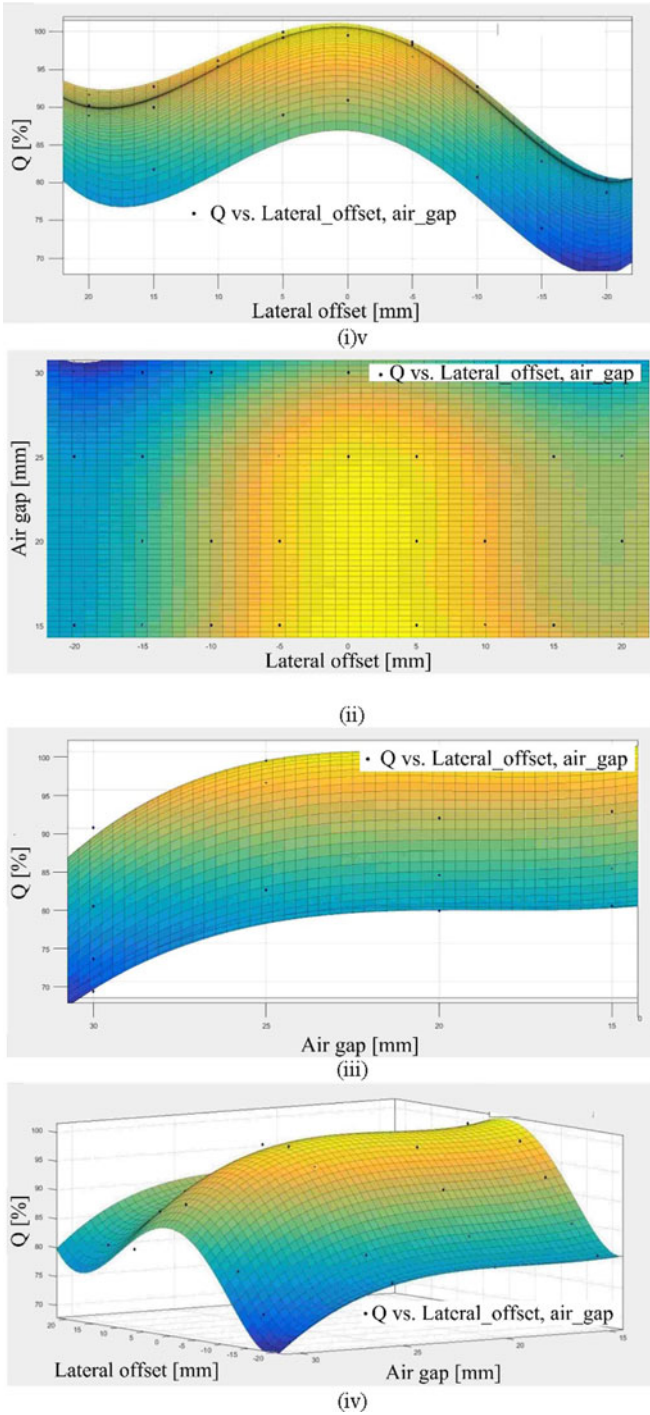 100
95
90
85
80
75
70
Q [%]
• Q vs. Lateral_offset, air_gap
20 15 10 5 0 -5 -10 -15 -20
Lateral offset [mm]
(i)v
30
25
20
15
Air gap [mm]
• Q vs. Lateral_offset, air_gap
-20 -15 -10 -5 0 5 10 15 20
Lateral offset [mm]
(ii)
100
95
90
85
80
75
70
Q [%]
• Q vs. Lateral_offset, air_gap
30 25 20 15 0
Air gap [mm]
(iii)
100
95
90
85
80
75
70
Q [%]
• Q vs. Lateral_offset, air_gap
20 15 10 5 0 -5 -10 -15 -20
30 25 20 15
Lateral offset [mm] Air gap [mm]
(iv)